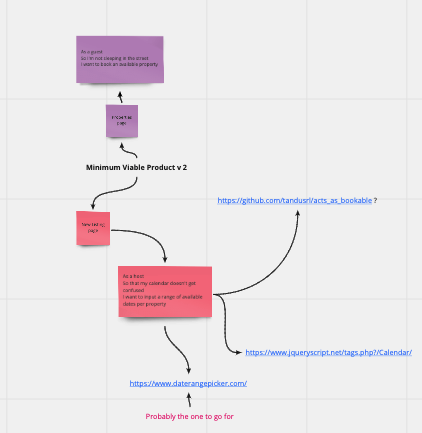 As a guest
So I'm not sleeping in the street
I want to book an available property
Properties
page
Minimum Viable Product v 2
https://github.com/tandusrl/acts_as_bookable ?
New Listing
page
As a host
So that my calendar doesn't get
confused
I want to input a range of available
dates per property
https://www.jqueryscript.net/tags.php?/Calendar/
https://www.daterangepicker.com/
Probably the one to go for